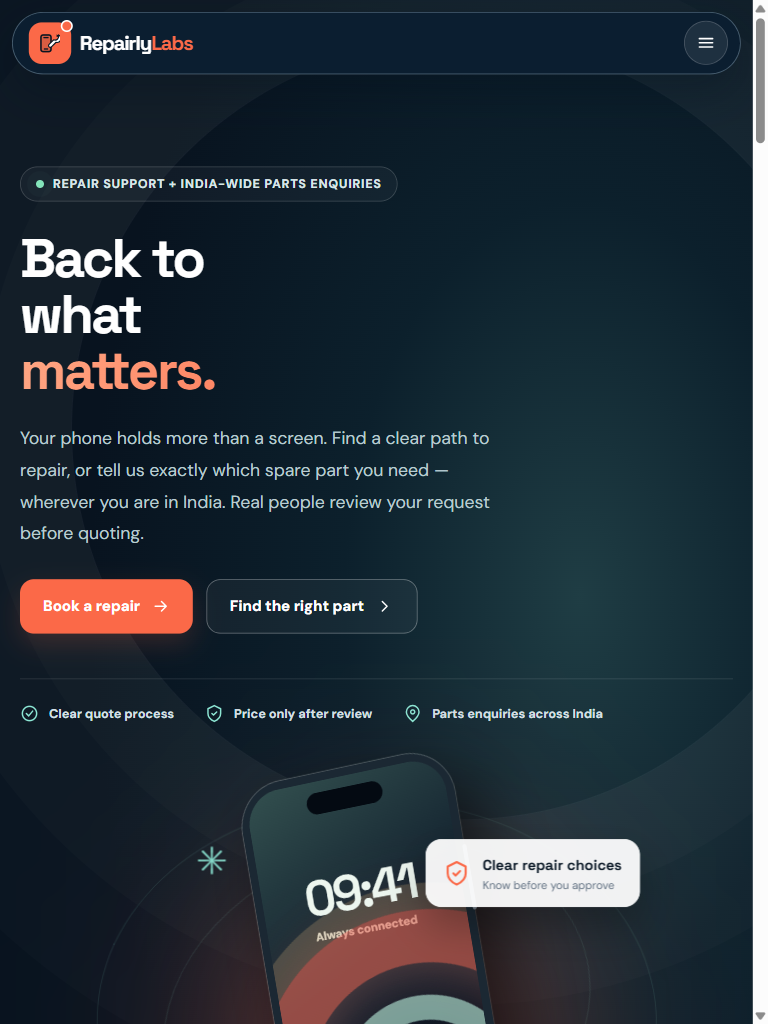 RepairlyLabs
REPAIR SUPPORT + INDIA-WIDE PARTS ENQUIRIES
Back to
what
matters.
Your phone holds more than a screen. Find a clear path to
repair, or tell us exactly which spare part you need —
wherever you are in India. Real people review your request
before quoting.
Book a repair
Find the right part
Clear quote process
Price only after review
Parts enquiries across India
09:41
Always connected
Clear repair choices
Know before you approve